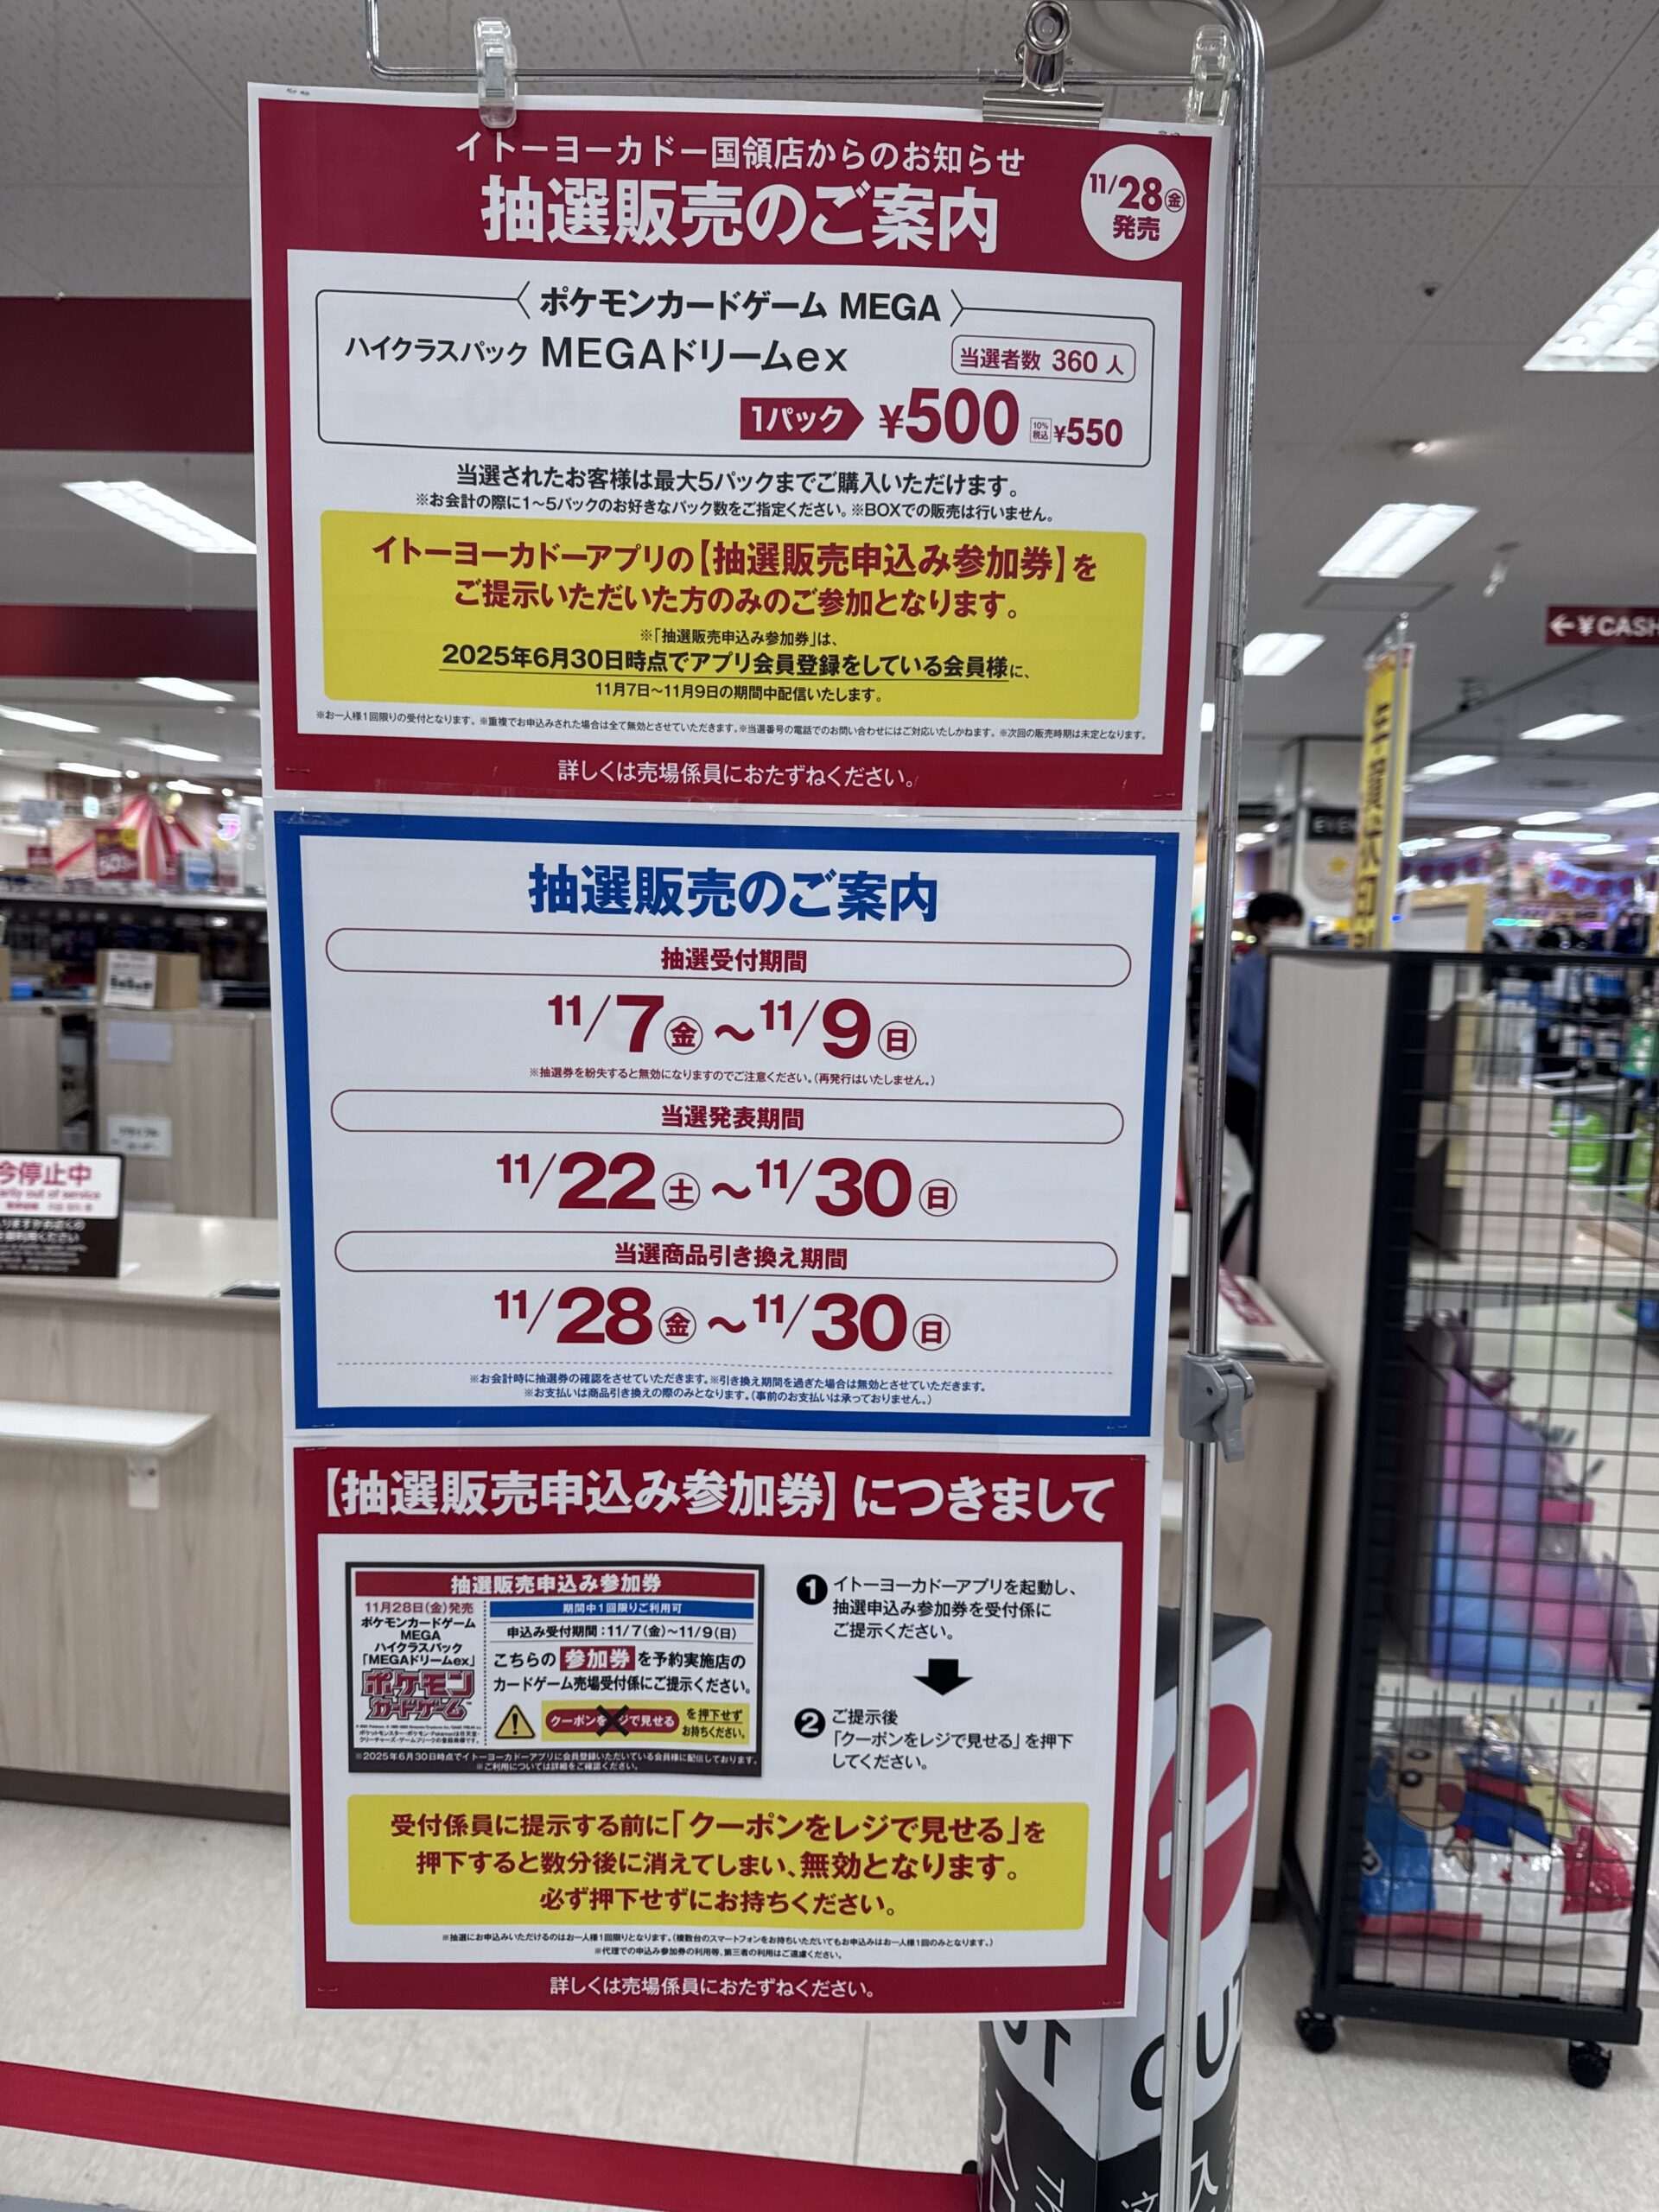 イトーヨーカドー国領店からのお知らせ
抽選販売のご案内
11/28㊎
発売
ポケモンカードゲーム MEGA
ハイクラスパック MEGAドリームex
当選者数 360人
1パック ¥500 10%税込 ¥550
当選されたお客様は最大5パックまでご購入いただけます。
※お会計の際に1~5パックのお好きなパック数をご指定ください。※BOXでの販売は行いません。
イトーヨーカドーアプリの【抽選販売申込み参加券】を
ご提示いただいた方のみのご参加となります。
※「抽選販売申込み参加券」は、
2025年6月30日時点でアプリ会員登録をしている会員様に、
11月7日~11月9日の期間中配信いたします。
※お一人様1回限りの受付となります。※重複でお申込みされた場合は全て無効とさせていただきます。※当選番号の電話でのお問い合わせにはご対応いたしかねます。※次回の販売時期は未定となります。
詳しくは売場係員におたずねください。
抽選販売のご案内
抽選受付期間
11/7㊎~11/9㊐
※抽選券を紛失すると無効になりますのでご注意ください。(再発行はいたしません。)
当選発表期間
11/22㊏~11/30㊐
当選商品引き換え期間
11/28㊎~11/30㊐
※お会計時に抽選券の確認をさせていただきます。※引き換え期間を過ぎた場合は無効とさせていただきます。
※お支払いは商品引き換えの際のみとなります。(事前のお支払いは承っておりません。)
【抽選販売申込み参加券】につきまして
抽選販売申込み参加券
11月28日(金)発売
ポケモンカードゲーム
MEGA
ハイクラスパック
「MEGAドリームex」
ポケモン
カードゲーム
期間中1回限りご利用可
申込み受付期間:11/7(金)~11/9(日)
こちらの 参加券 を予約実施店の
カードゲーム売場受付係にご提示ください。
クーポンをレジで見せる を押下せず
お持ちください。
※2025年6月30日時点でイトーヨーカドーアプリに会員登録いただいている会員様に配信しております。
※ご利用については詳細をご確認ください。
❶ イトーヨーカドーアプリを起動し、
抽選申込み参加券を受付係に
ご提示ください。
❷ ご提示後
「クーポンをレジで見せる」を押下
してください。
受付係員に提示する前に「クーポンをレジで見せる」を
押下すると数分後に消えてしまい、無効となります。
必ず押下せずにお持ちください。
※抽選にお申込みいただけるのはお一人様1回限りとなります。(複数台のスマートフォンをお持ちいただいてもお申込みはお一人様1回のみとなります。)
※代理での申込み参加券の利用等、第三者の利用はご遠慮ください。
詳しくは売場係員におたずねください。
←¥CASH
今停止中